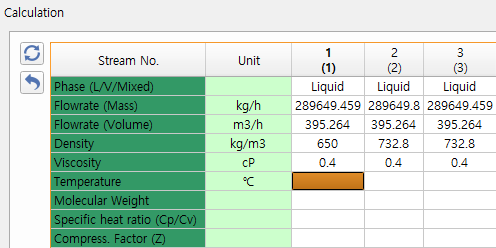 Calculation
Stream No. Unit 1 2 3
(1) (2) (3)
Phase (L/V/Mixed) Liquid Liquid Liquid
Flowrate (Mass) kg/h 289649.459 289649.8 289649.459
Flowrate (Volume) m3/h 395.264 395.264 395.264
Density kg/m3 650 732.8 732.8
Viscosity cP 0.4 0.4 0.4
Temperature ℃
Molecular Weight
Specific heat ratio (Cp/Cv)
Compress. Factor (Z)